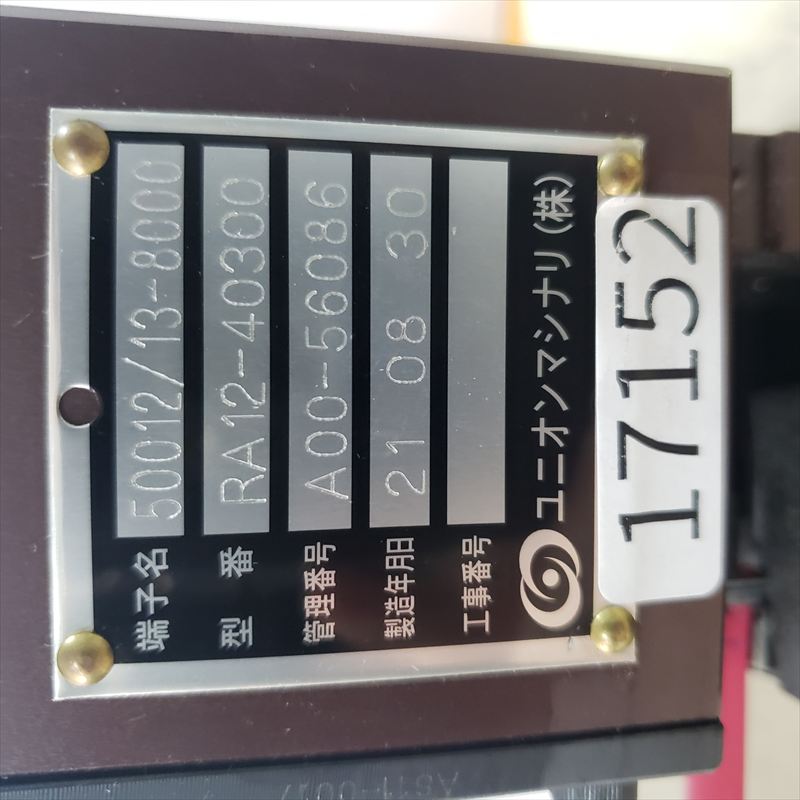 端子名 50012/13-8000
型番 RA12-40300
管理番号 A00-56086
製造年月日 21 08 30
工事番号
ユニオンマシナリ(株)
17152